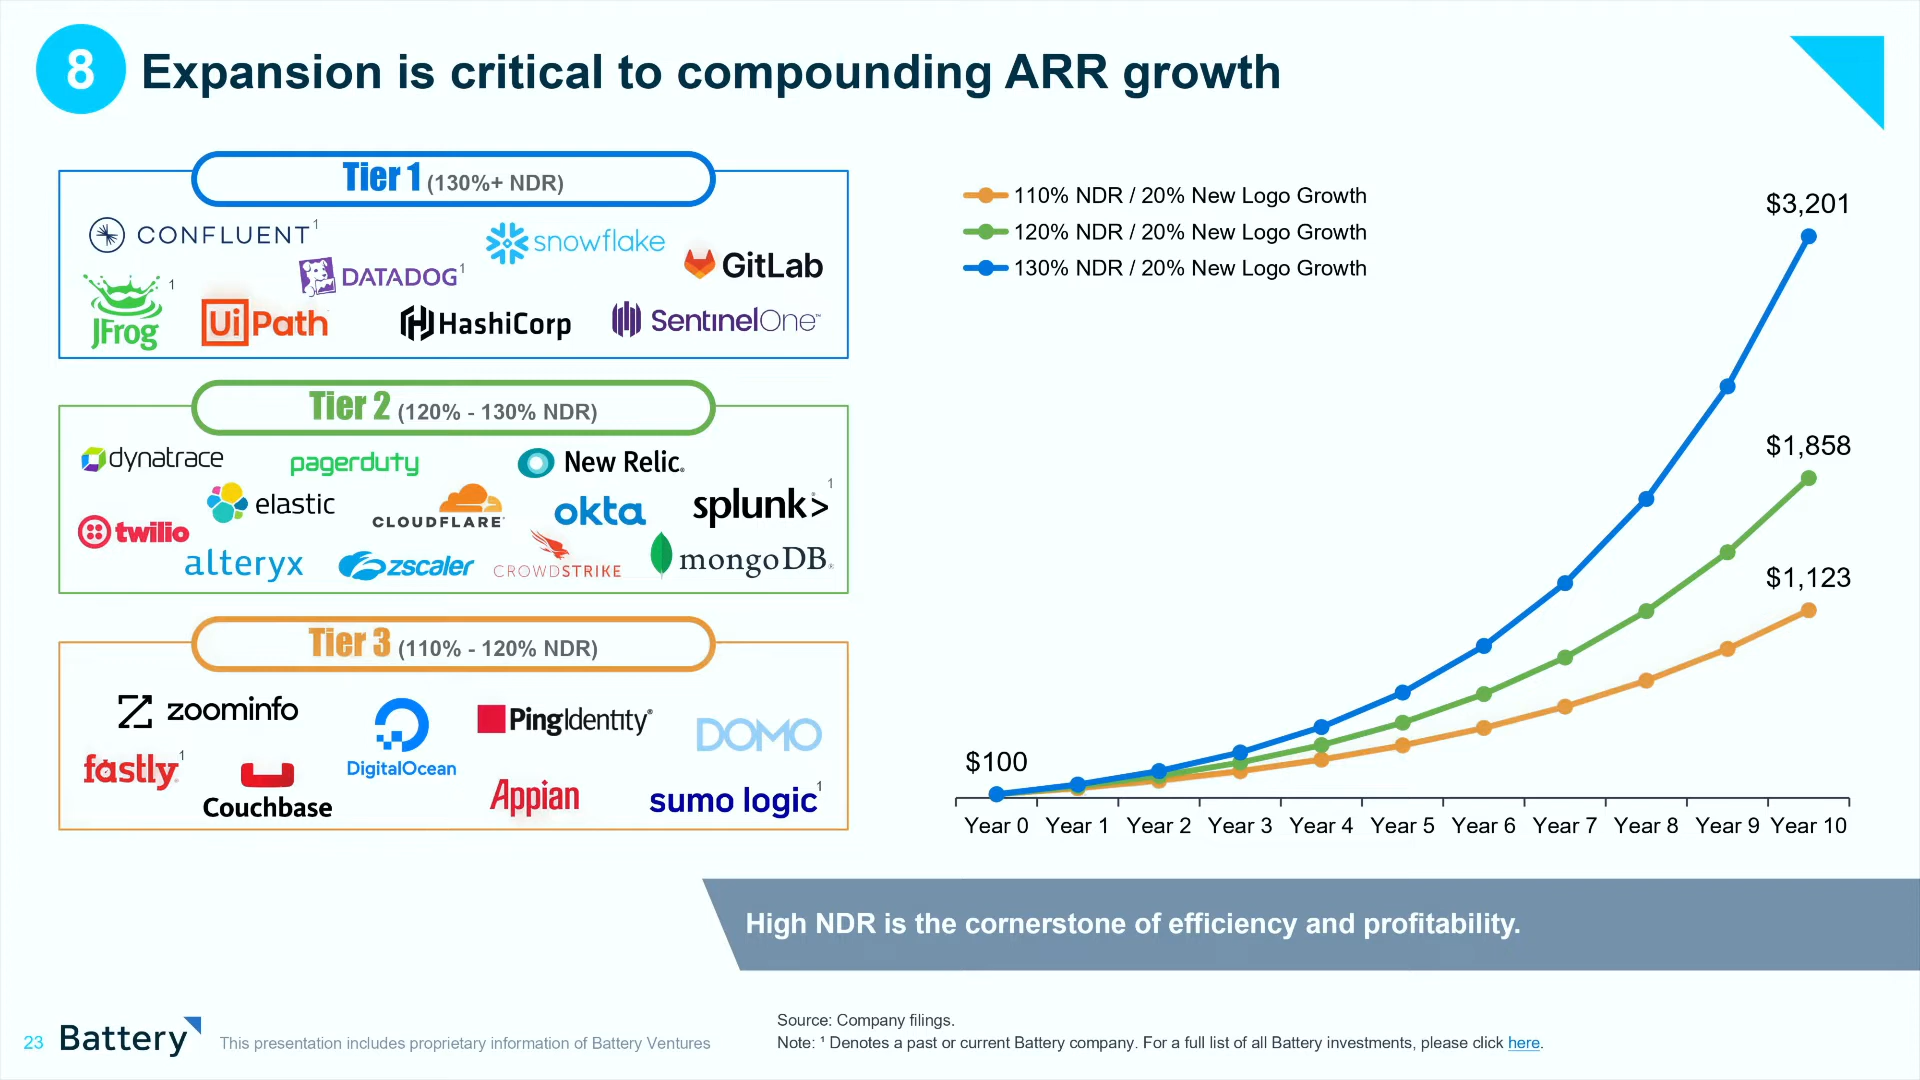 8
Expansion is critical to compounding ARR growth
Tier 1 (130%+ NDR)
CONFLUENT¹
snowflake
DATADOG¹
GitLab
JFrog¹
UiPath
HashiCorp
SentinelOne™
Tier 2 (120% - 130% NDR)
dynatrace
pagerduty
New Relic.
elastic
CLOUDFLARE
okta
splunk>¹
twilio
alteryx
zscaler
CROWDSTRIKE
mongoDB®
Tier 3 (110% - 120% NDR)
zoominfo
DigitalOcean
PingIdentity®
DOMO
fastly¹
Couchbase
Appian
sumo logic¹
110% NDR / 20% New Logo Growth
120% NDR / 20% New Logo Growth
130% NDR / 20% New Logo Growth
$3,201
$1,858
$1,123
$100
Year 0 Year 1 Year 2 Year 3 Year 4 Year 5 Year 6 Year 7 Year 8 Year 9 Year 10
High NDR is the cornerstone of efficiency and profitability.
23 Battery This presentation includes proprietary information of Battery Ventures
Source: Company filings.
Note: ¹ Denotes a past or current Battery company. For a full list of all Battery investments, please click here.